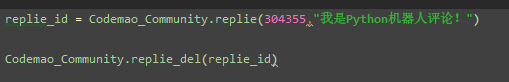 replie_id = Codemao_Community.replie(304355,"我是Python机器人评论!")
Codemao_Community.replie_del(replie_id)